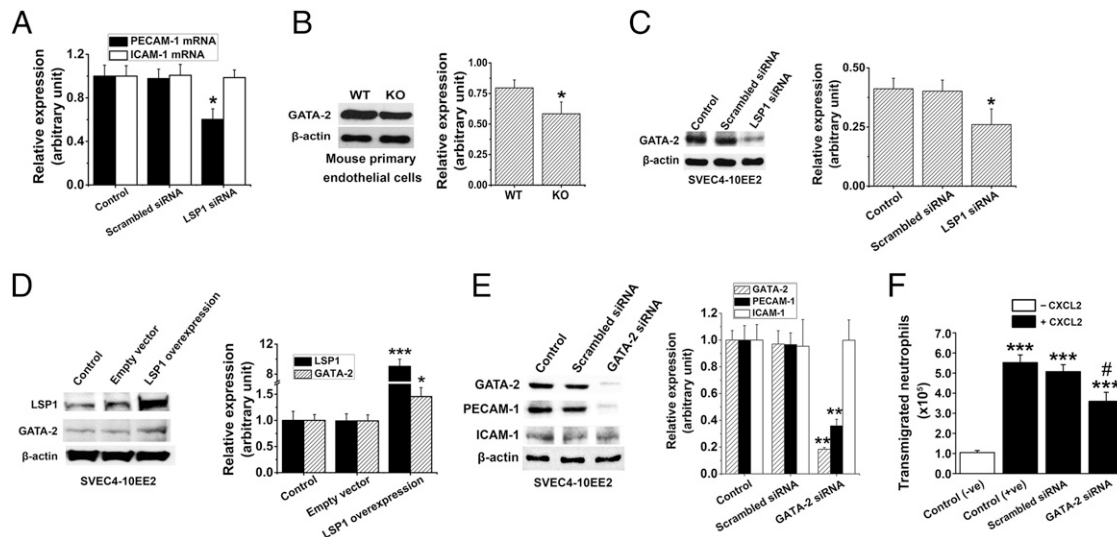 A
PECAM-1 mRNA
ICAM-1 mRNA
Relative expression
(arbitrary unit)
1.2
0.8
0.4
0.0
*
Control
Scrambled siRNA
LSP1 siRNA
B
WT KO
GATA-2
β-actin
Mouse primary
endothelial cells
Relative expression
(arbitrary unit)
1.00
0.75
0.50
0.25
0.00
*
WT KO
C
Control
Scrambled siRNA
LSP1 siRNA
GATA-2
β-actin
SVEC4-10EE2
Relative expression
(arbitrary unit)
0.50
0.25
0.00
*
Control
Scrambled siRNA
LSP1 siRNA
D
Control
Empty vector
LSP1 overexpression
LSP1
GATA-2
β-actin
SVEC4-10EE2
LSP1
GATA-2
Relative expression
(arbitrary unit)
12
8
1.5
1.0
0.5
0.0
***
*
Control
Empty vector
LSP1 overexpression
E
Control
Scrambled siRNA
GATA-2 siRNA
GATA-2
PECAM-1
ICAM-1
β-actin
SVEC4-10EE2
GATA-2
PECAM-1
ICAM-1
Relative expression
(arbitrary unit)
1.2
1.0
0.8
0.6
0.4
0.2
0.0
**
**
Control
Scrambled siRNA
GATA-2 siRNA
F
– CXCL2
+ CXCL2
Transmigrated neutrophils
(x10⁵)
7.0
6.0
5.0
4.0
3.0
2.0
1.0
0.0
***
***
#
***
Control (-ve)
Control (+ve)
Scrambled siRNA
GATA-2 siRNA